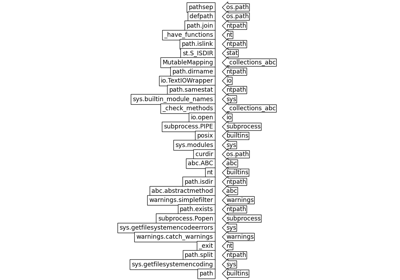 pathsep os.path
defpath os.path
path.join ntpath
_have_functions nt
path.islink ntpath
st.S_ISDIR stat
MutableMapping _collections_abc
path.dirname ntpath
io.TextIOWrapper io
path.samestat ntpath
sys.builtin_module_names sys
_check_methods _collections_abc
io.open io
subprocess.PIPE subprocess
posix builtins
sys.modules sys
curdir os.path
abc.ABC abc
nt builtins
path.isdir ntpath
abc.abstractmethod abc
warnings.simplefilter warnings
path.exists ntpath
subprocess.Popen subprocess
sys.getfilesystemencodeerrors sys
warnings.catch_warnings warnings
_exit nt
path.split ntpath
sys.getfilesystemencoding sys
path builtins